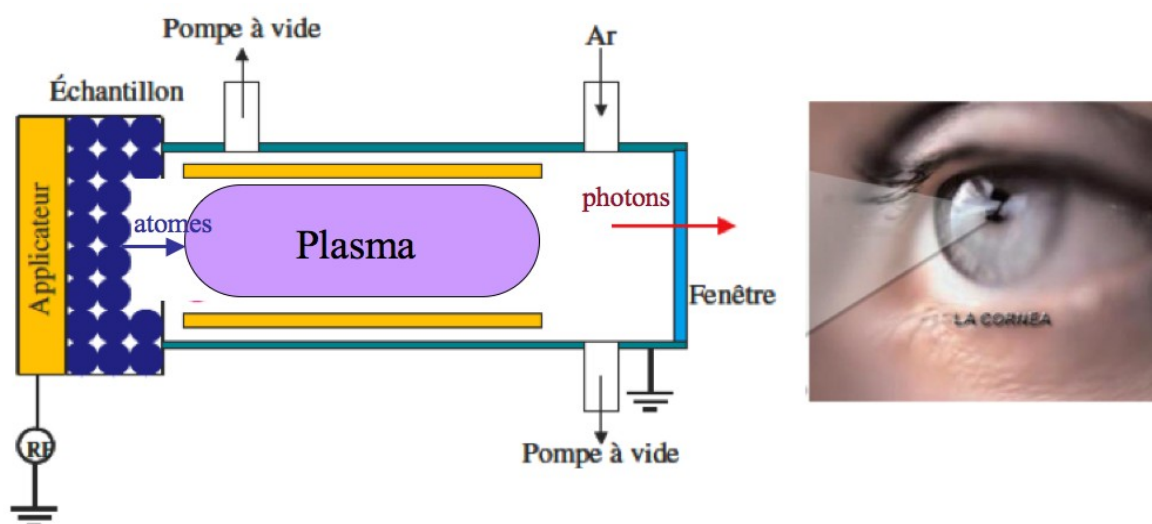 Pompe à vide
Ar
Échantillon
Applicateur
atomes
Plasma
photons
Fenêtre
LA CORNEA
RF
Pompe à vide